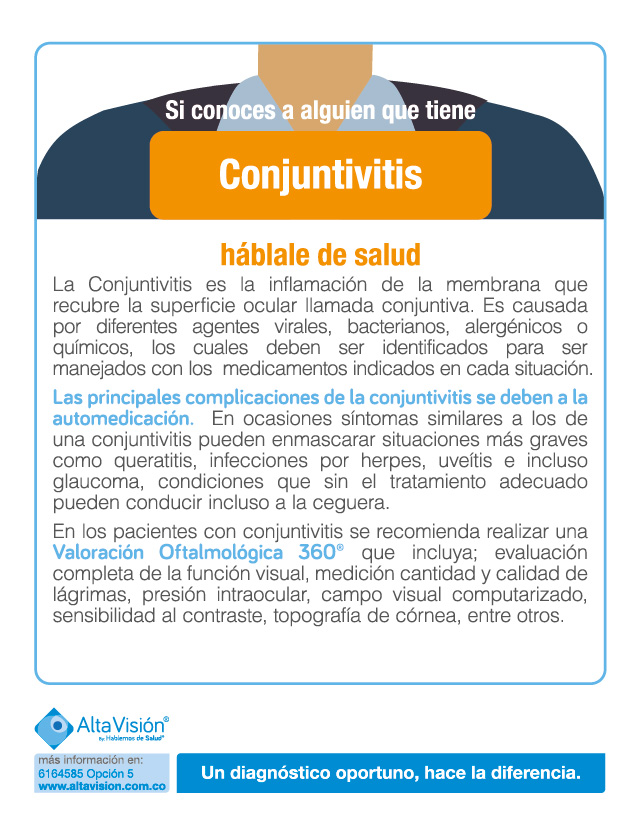 Si conoces a alguien que tiene
Conjuntivitis
háblale de salud
La Conjuntivitis es la inflamación de la membrana que
recubre la superficie ocular llamada conjuntiva. Es causada
por diferentes agentes virales, bacterianos, alergénicos o
químicos, los cuales deben ser identificados para ser
manejados con los medicamentos indicados en cada situación.
Las principales complicaciones de la conjuntivitis se deben a la
automedicación. En ocasiones síntomas similares a los de
una conjuntivitis pueden enmascarar situaciones más graves
como queratitis, infecciones por herpes, uveítis e incluso
glaucoma, condiciones que sin el tratamiento adecuado
pueden conducir incluso a la ceguera.
En los pacientes con conjuntivitis se recomienda realizar una
Valoración Oftalmológica 360® que incluya; evaluación
completa de la función visual, medición cantidad y calidad de
lágrimas, presión intraocular, campo visual computarizado,
sensibilidad al contraste, topografía de córnea, entre otros.
AltaVisión®
By: Hablemos de Salud®
más información en:
6164585 Opción 5
www.altavision.com.co
Un diagnóstico oportuno, hace la diferencia.